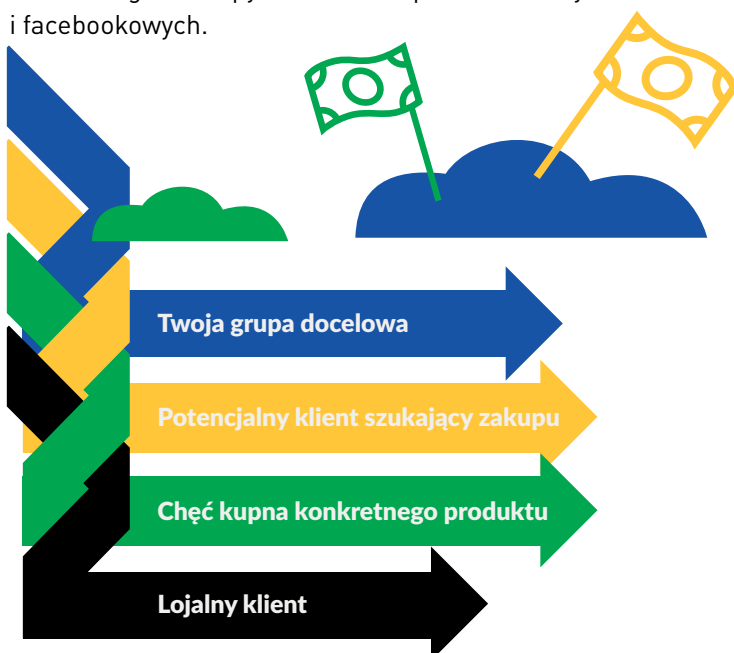 i facebookowych.
Twoja grupa docelowa
Potencjalny klient szukający zakupu
Chęć kupna konkretnego produktu
Lojalny klient